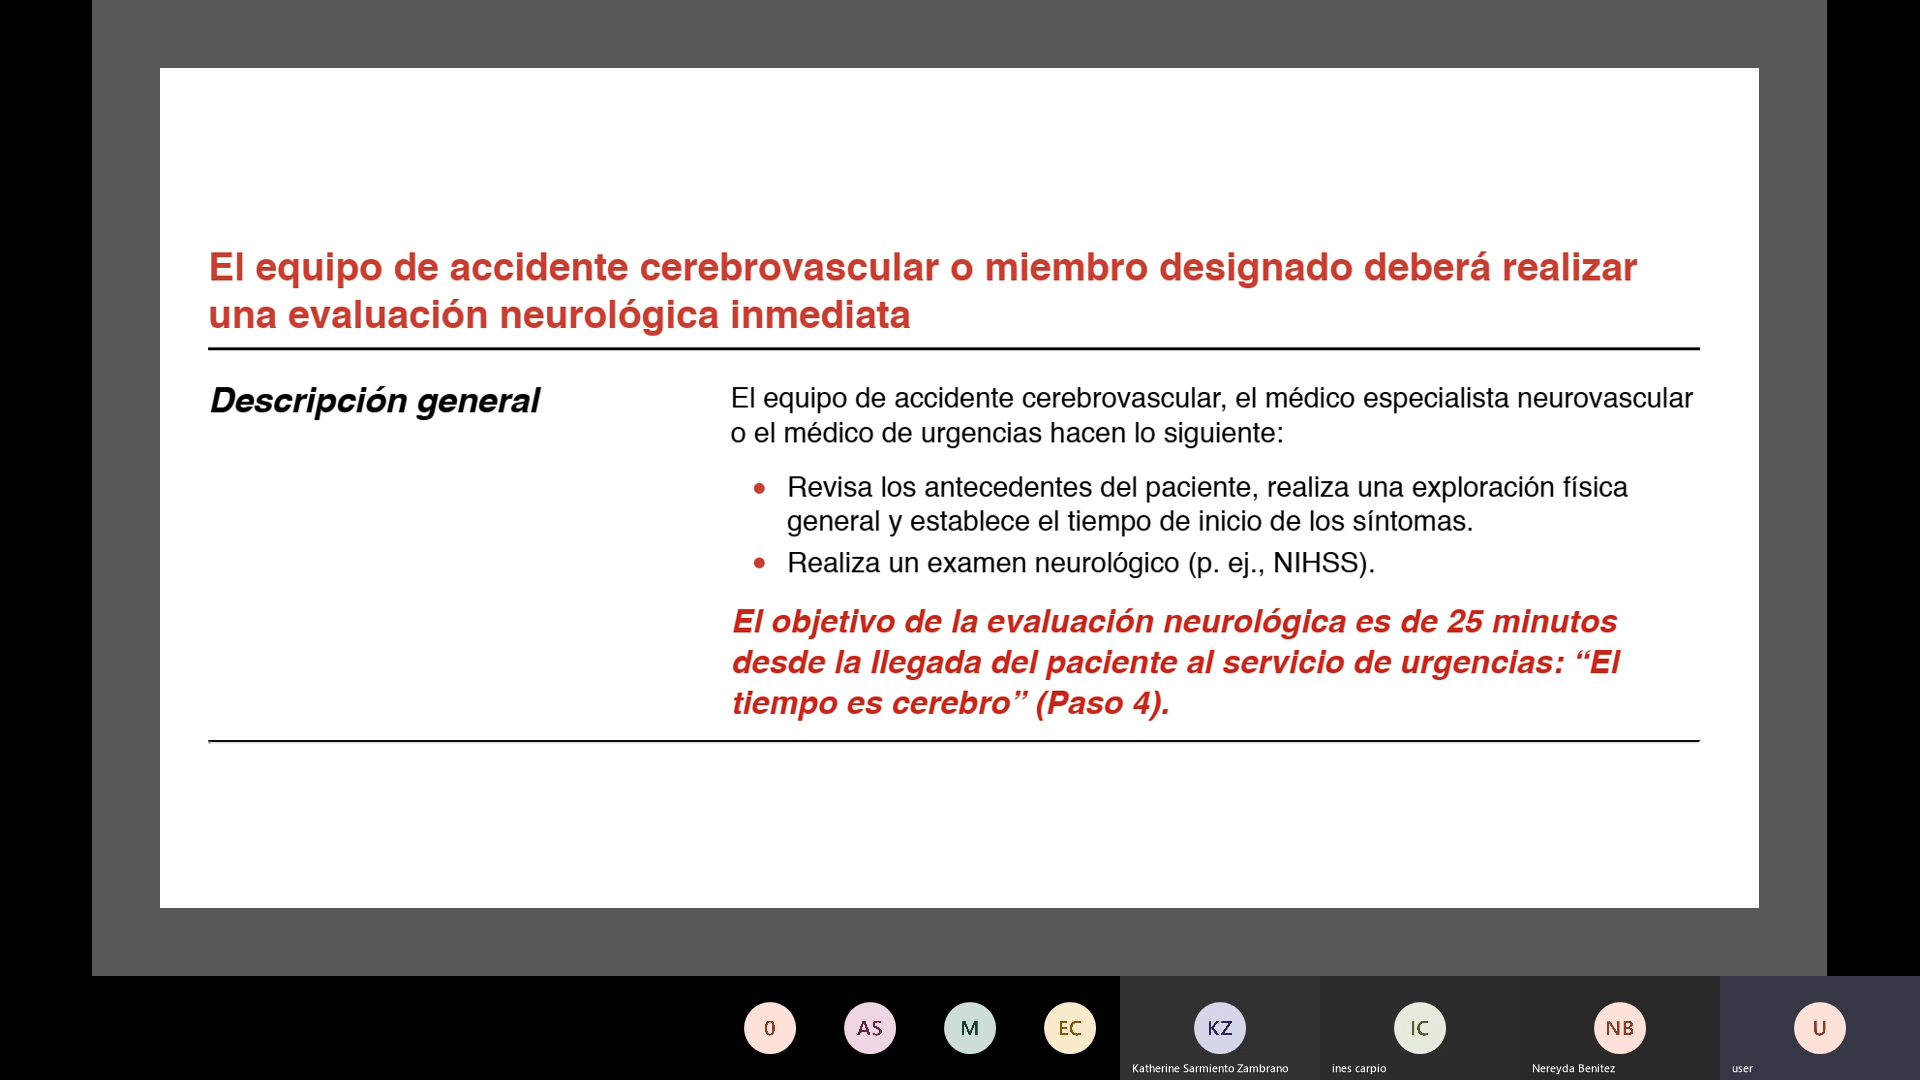 El equipo de accidente cerebrovascular o miembro designado deberá realizar
una evaluación neurológica inmediata
Descripción general
El equipo de accidente cerebrovascular, el médico especialista neurovascular
o el médico de urgencias hacen lo siguiente:
• Revisa los antecedentes del paciente, realiza una exploración física
general y establece el tiempo de inicio de los síntomas.
• Realiza un examen neurológico (p. ej., NIHSS).
El objetivo de la evaluación neurológica es de 25 minutos
desde la llegada del paciente al servicio de urgencias: “El
tiempo es cerebro” (Paso 4).
0 AS M EC KZ IC NB U
Katherine Sarmiento Zambrano ines carpio Nereyda Benitez user